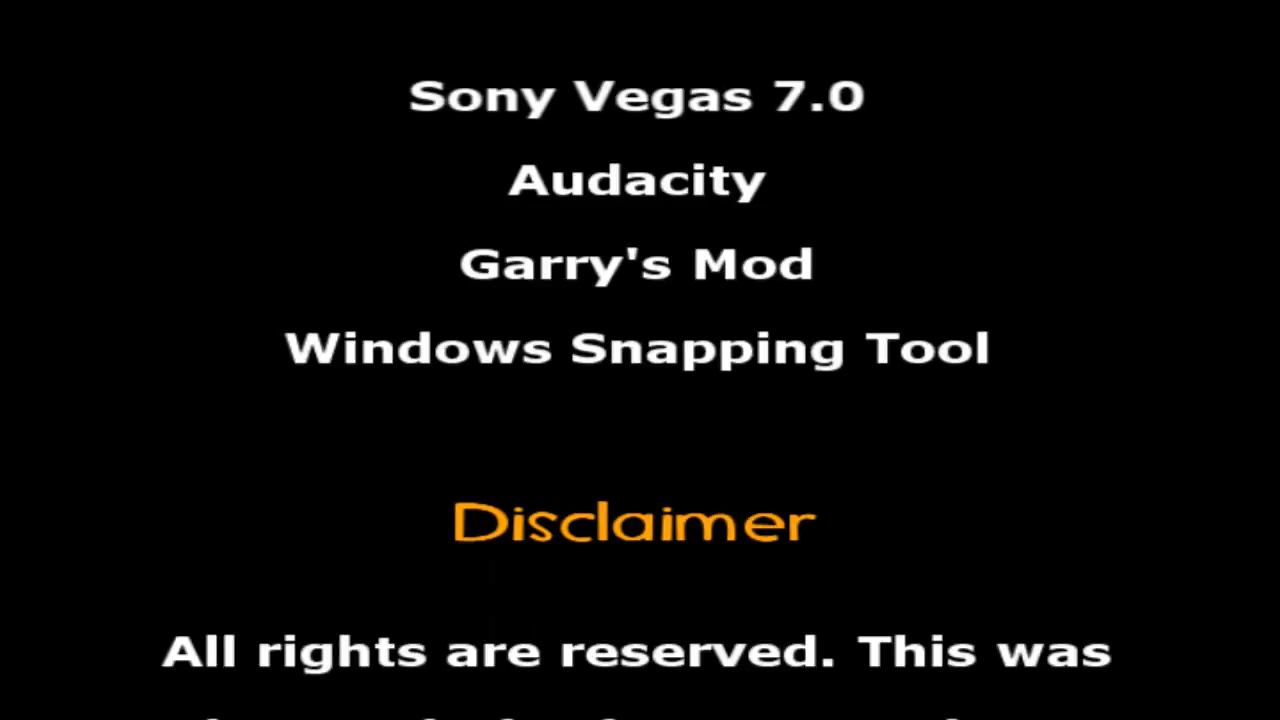 Sony Vegas 7.0
Audacity
Garry's Mod
Windows Snapping Tool
Disclaimer
All rights are reserved. This was